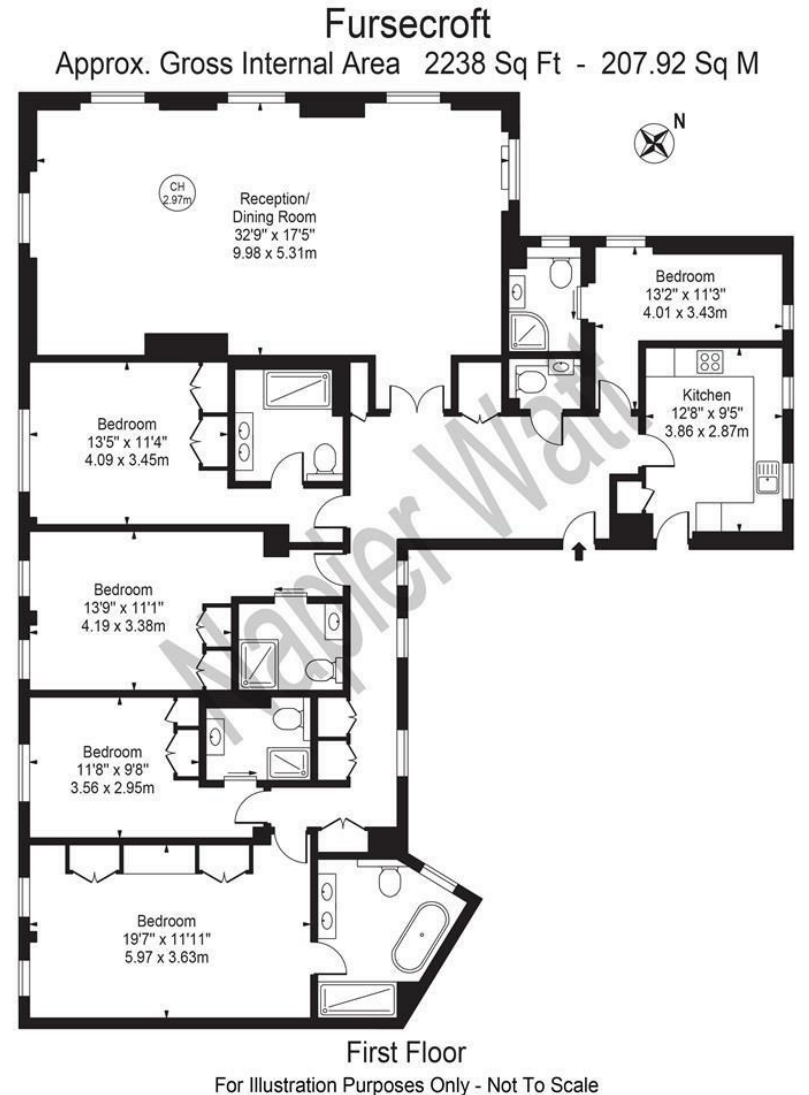 Fursecroft
Approx. Gross Internal Area 2238 Sq Ft - 207.92 Sq M
N
CH
2.97m
Reception/
Dining Room
32'9" x 17'5"
9.98 x 5.31m
Bedroom
13'2" x 11'3"
4.01 x 3.43m
Kitchen
12'8" x 9'5"
3.86 x 2.87m
Bedroom
13'5" x 11'4"
4.09 x 3.45m
Bedroom
13'9" x 11'1"
4.19 x 3.38m
Bedroom
11'8" x 9'8"
3.56 x 2.95m
Bedroom
19'7" x 11'11"
5.97 x 3.63m
Napier Watt
First Floor
For Illustration Purposes Only - Not To Scale